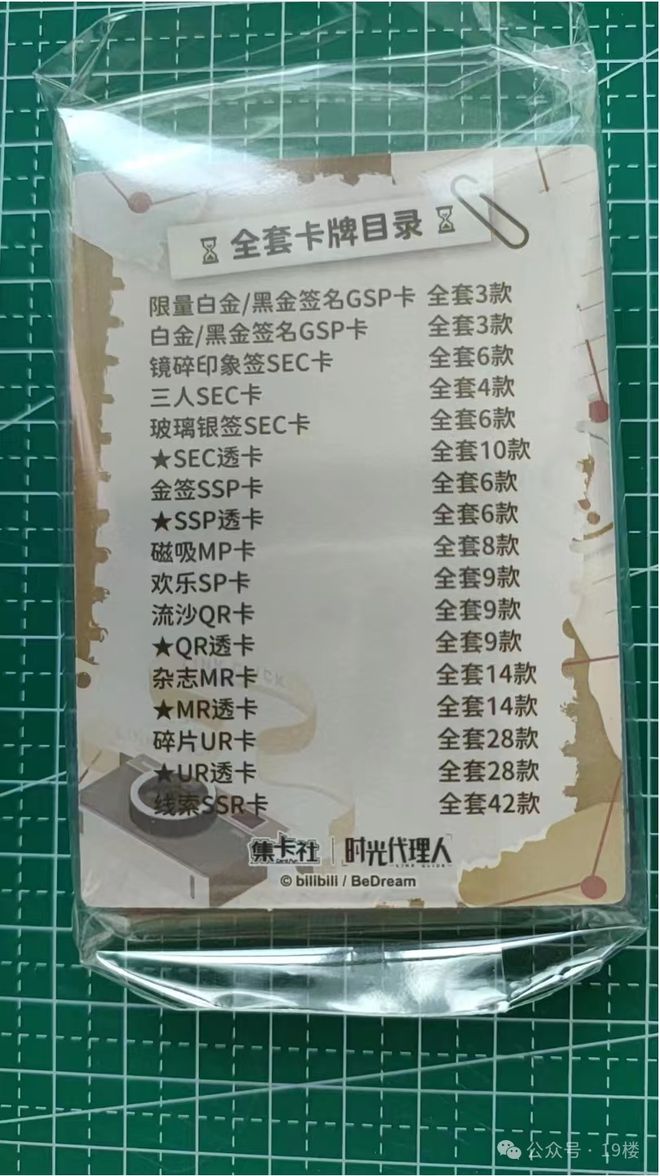 全套卡牌目录
限量白金/黑金签名GSP卡 全套3款
白金/黑金签名GSP卡 全套3款
镜碎印象签SEC卡 全套6款
三人SEC卡 全套4款
玻璃银签SEC卡 全套6款
★SEC透卡 全套10款
金签SSP卡 全套6款
★SSP透卡 全套6款
磁吸MP卡 全套8款
欢乐SP卡 全套9款
流沙QR卡 全套9款
★QR透卡 全套9款
杂志MR卡 全套14款
★MR透卡 全套14款
碎片UR卡 全套28款
★UR透卡 全套28款
线索SSR卡 全套42款
集卡社 | 时光代理人
LINK CLICK
© bilibili / BeDream
公众号 · 19楼